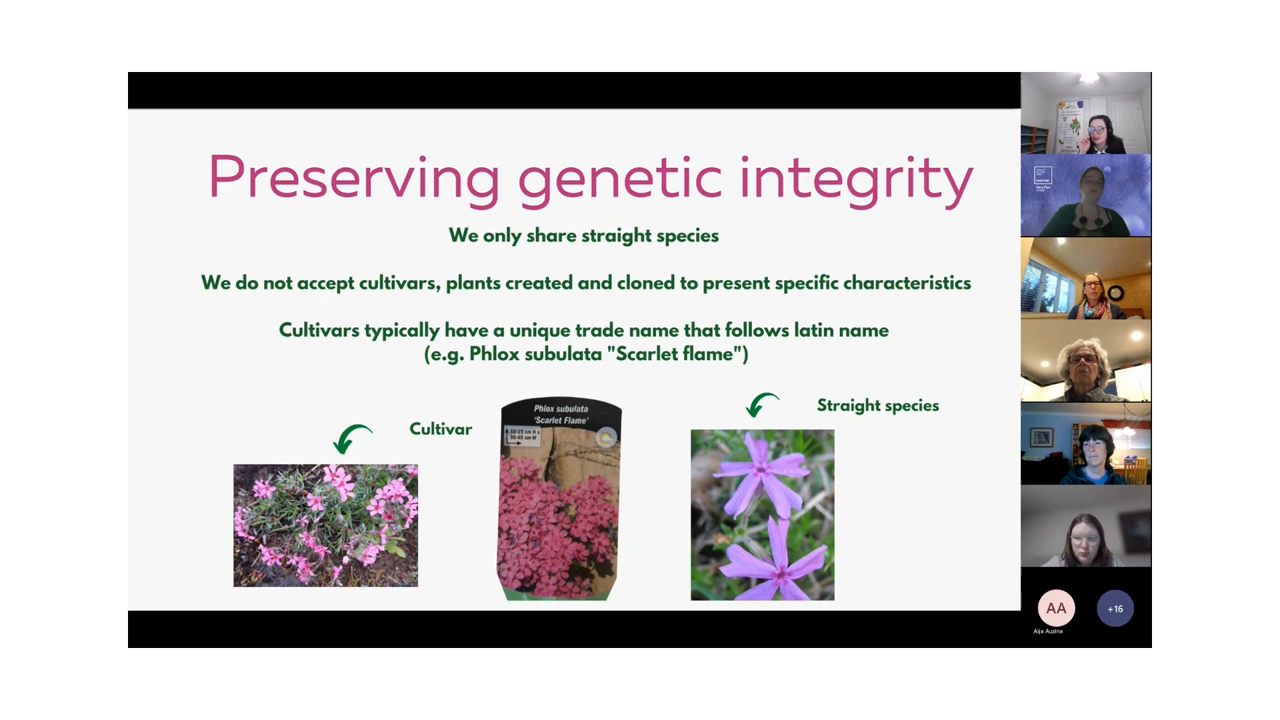 Preserving genetic integrity
We only share straight species
We do not accept cultivars, plants created and cloned to present specific characteristics
Cultivars typically have a unique trade name that follows latin name
(e.g. Phlox subulata "Scarlet flame")
Cultivar
Phlox subulata
'Scarlet Flame'
Straight species
PANTONE
AA
+16
Aija Auzina